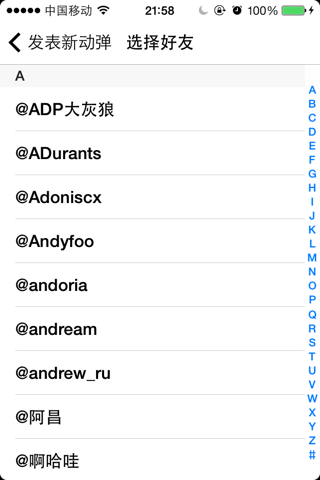 中国移动 21:58 100%
发表新动弹 选择好友
A
@ADP大灰狼
@ADurants
@Adoniscx
@Andyfoo
@andoria
@andream
@andrew_ru
@阿昌
@啊哈哇
A
B
C
D
E
F
G
H
I
J
K
L
M
N
O
P
Q
R
S
T
U
V
W
X
Y
Z
#